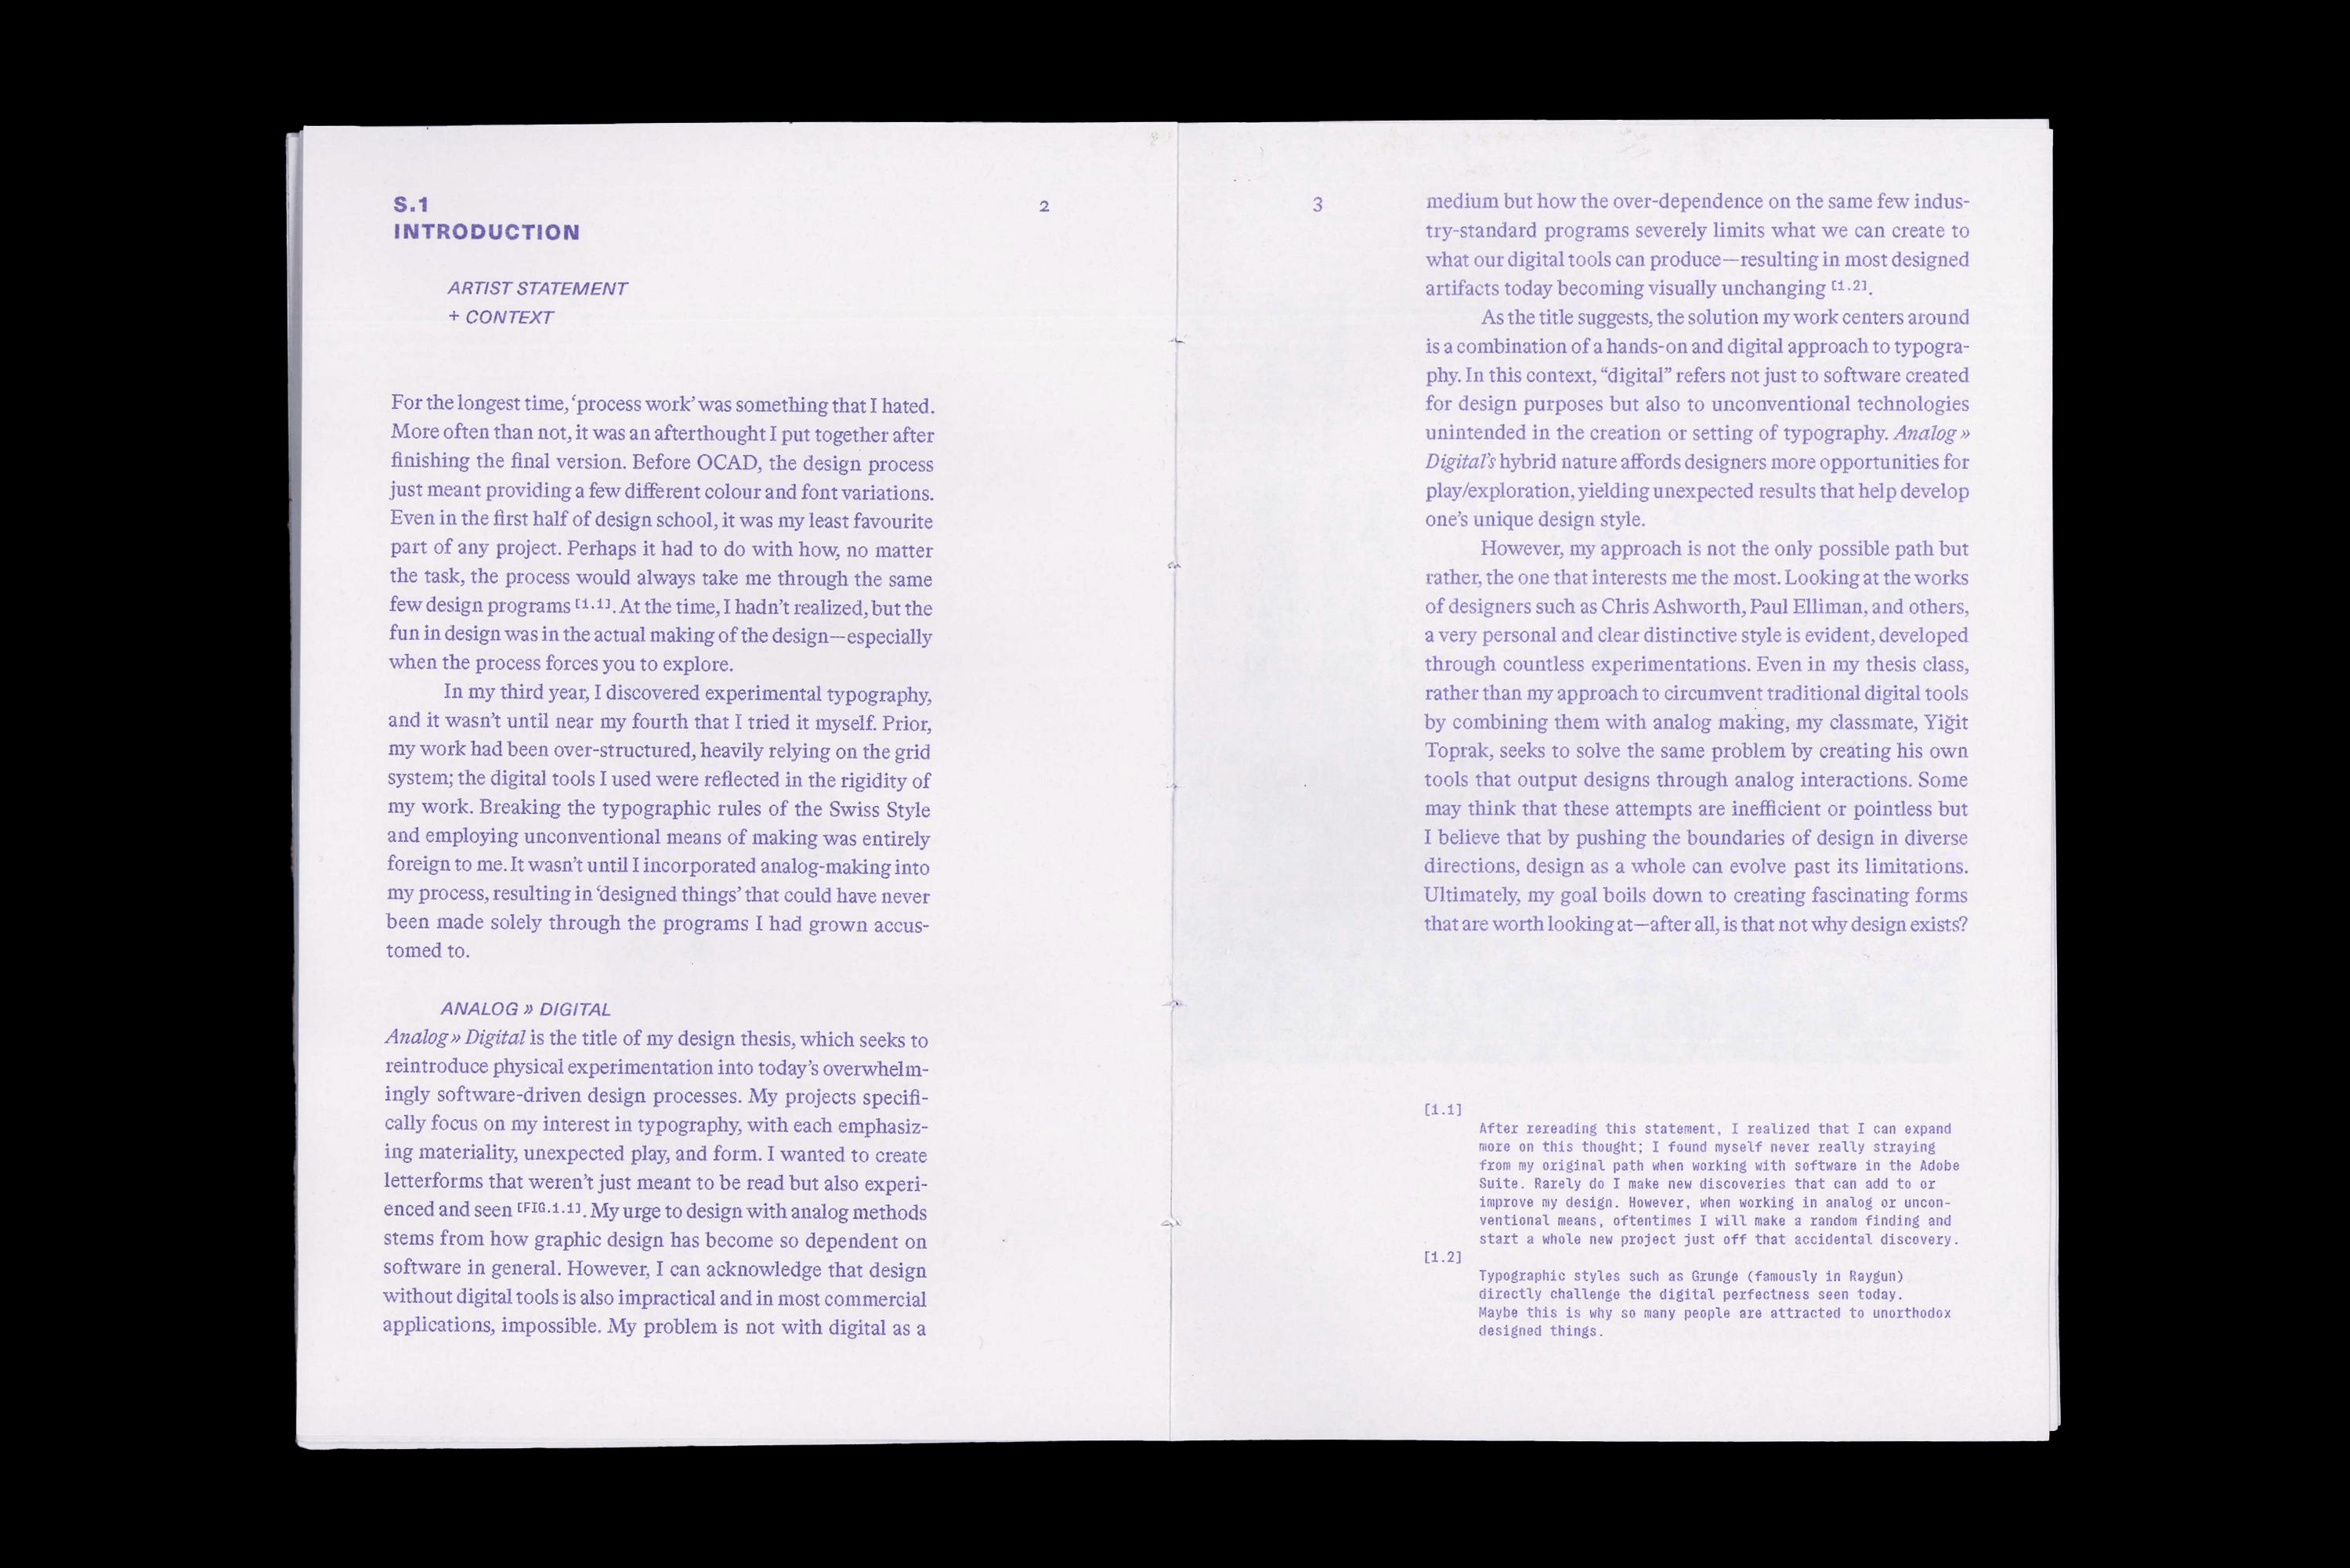 S.1
INTRODUCTION
ARTIST STATEMENT
+ CONTEXT
2
For the longest time, ‘process work’ was something that I hated.
More often than not, it was an afterthought I put together after
finishing the final version. Before OCAD, the design process
just meant providing a few different colour and font variations.
Even in the first half of design school, it was my least favourite
part of any project. Perhaps it had to do with how, no matter
the task, the process would always take me through the same
few design programs [1.1]. At the time, I hadn’t realized, but the
fun in design was in the actual making of the design—especially
when the process forces you to explore.
In my third year, I discovered experimental typography,
and it wasn’t until near my fourth that I tried it myself. Prior,
my work had been over-structured, heavily relying on the grid
system; the digital tools I used were reflected in the rigidity of
my work. Breaking the typographic rules of the Swiss Style
and employing unconventional means of making was entirely
foreign to me. It wasn’t until I incorporated analog-making into
my process, resulting in ‘designed things’ that could have never
been made solely through the programs I had grown accus-
tomed to.
ANALOG » DIGITAL
Analog » Digital is the title of my design thesis, which seeks to
reintroduce physical experimentation into today’s overwhelm-
ingly software-driven design processes. My projects specifi-
cally focus on my interest in typography, with each emphasiz-
ing materiality, unexpected play, and form. I wanted to create
letterforms that weren’t just meant to be read but also experi-
enced and seen [FIG.1.1]. My urge to design with analog methods
stems from how graphic design has become so dependent on
software in general. However, I can acknowledge that design
without digital tools is also impractical and in most commercial
applications, impossible. My problem is not with digital as a
3
medium but how the over-dependence on the same few indus-
try-standard programs severely limits what we can create to
what our digital tools can produce—resulting in most designed
artifacts today becoming visually unchanging [1.2].
As the title suggests, the solution my work centers around
is a combination of a hands-on and digital approach to typogra-
phy. In this context, “digital” refers not just to software created
for design purposes but also to unconventional technologies
unintended in the creation or setting of typography. Analog »
Digital’s hybrid nature affords designers more opportunities for
play/exploration, yielding unexpected results that help develop
one’s unique design style.
However, my approach is not the only possible path but
rather, the one that interests me the most. Looking at the works
of designers such as Chris Ashworth, Paul Elliman, and others,
a very personal and clear distinctive style is evident, developed
through countless experimentations. Even in my thesis class,
rather than my approach to circumvent traditional digital tools
by combining them with analog making, my classmate, Yiğit
Toprak, seeks to solve the same problem by creating his own
tools that output designs through analog interactions. Some
may think that these attempts are inefficient or pointless but
I believe that by pushing the boundaries of design in diverse
directions, design as a whole can evolve past its limitations.
Ultimately, my goal boils down to creating fascinating forms
that are worth looking at—after all, is that not why design exists?
[1.1]
After rereading this statement, I realized that I can expand
more on this thought; I found myself never really straying
from my original path when working with software in the Adobe
Suite. Rarely do I make new discoveries that can add to or
improve my design. However, when working in analog or uncon-
ventional means, oftentimes I will make a random finding and
start a whole new project just off that accidental discovery.
[1.2]
Typographic styles such as Grunge (famously in Raygun)
directly challenge the digital perfectness seen today.
Maybe this is why so many people are attracted to unorthodox
designed things.